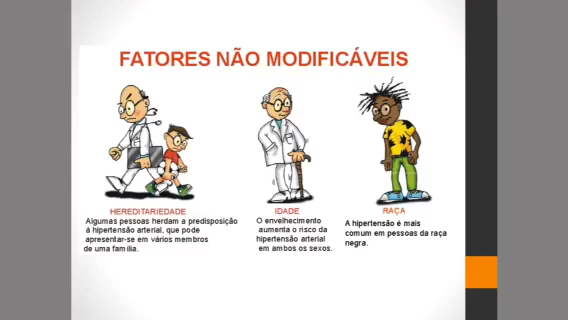 FATORES NÃO MODIFICÁVEIS
HEREDITARIEDADE
Algumas pessoas herdam a predisposição
à hipertensão arterial, que pode
apresentar-se em vários membros
de uma família.
IDADE
O envelhecimento
aumenta o risco da
hipertensão arterial
em ambos os sexos.
RAÇA
A hipertensão é mais
comum em pessoas da raça
negra.